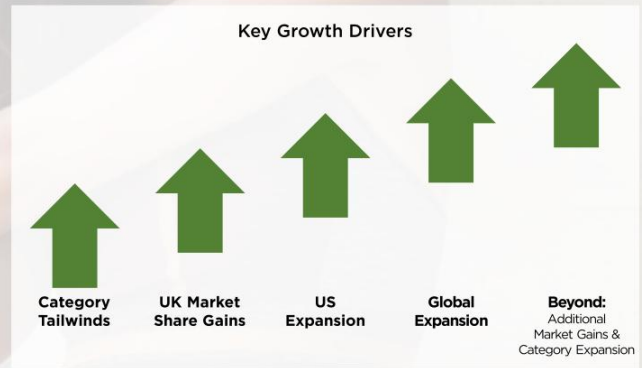 Key Growth Drivers
Category
Tailwinds
UK Market
Share Gains
US
Expansion
Global
Expansion
Beyond:
Additional
Market Gains &
Category Expansion